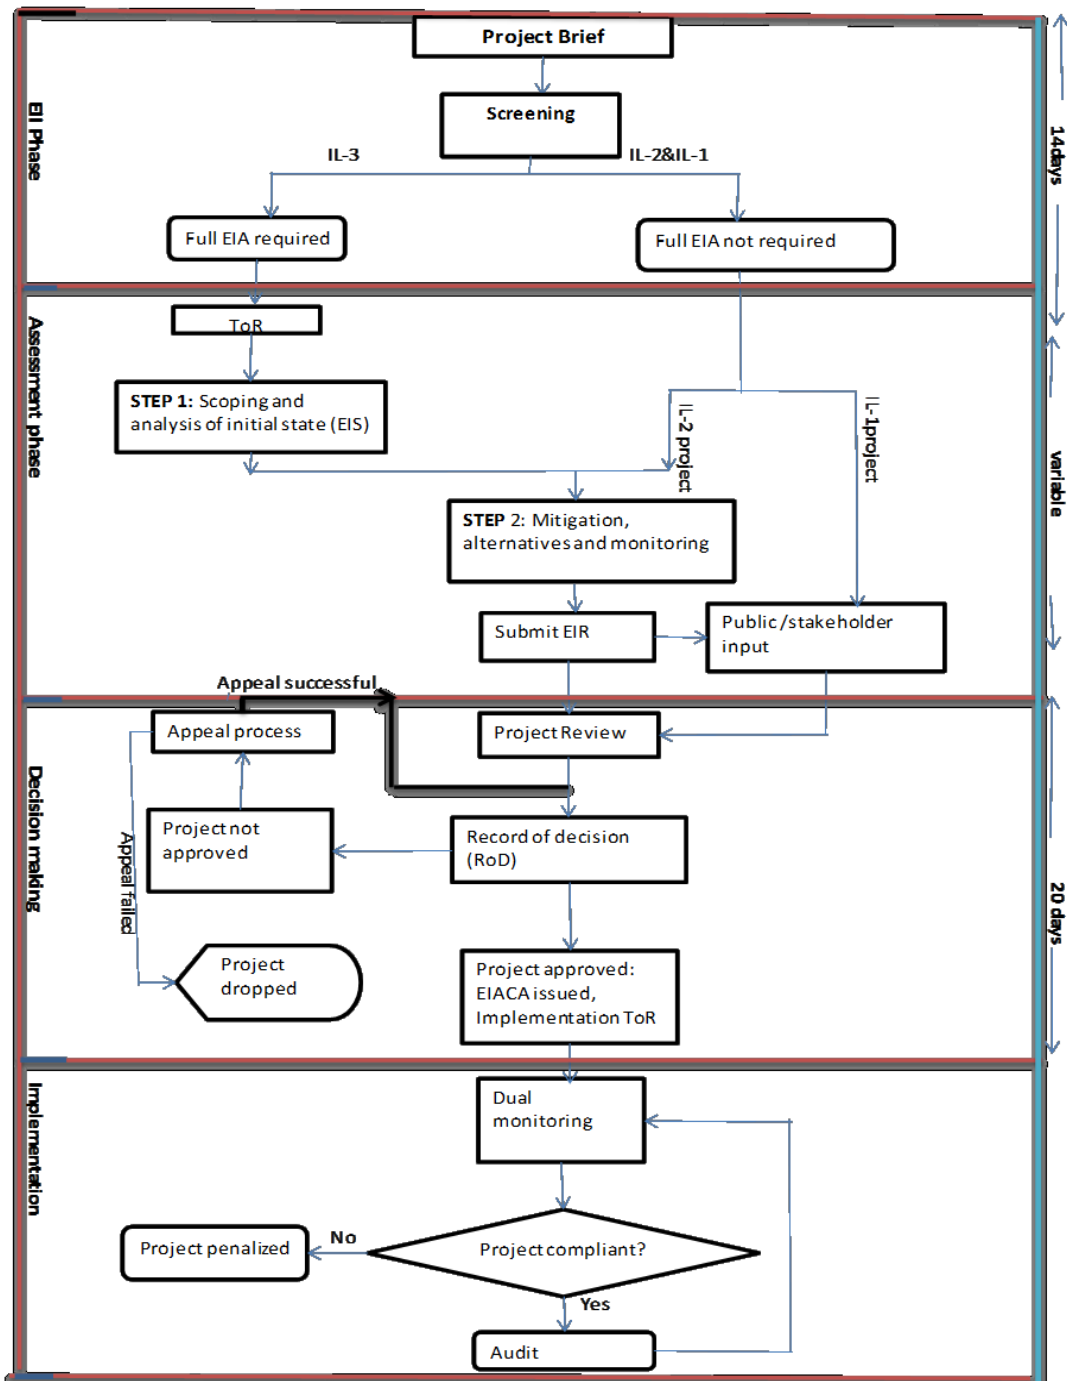 Project Brief
Screening
IL-3
IL-2&IL-1
Full EIA required
Full EIA not required
EII Phase
14days
ToR
STEP 1: Scoping and
analysis of initial state (EIS)
IL-2 project
IL-1project
Assessment phase
variable
STEP 2: Mitigation,
alternatives and monitoring
Submit EIR
Public /stakeholder
input
Appeal successful
Appeal process
Project Review
Decision making
Project not
approved
Record of decision
(RoD)
Appeal failed
20 days
Project
dropped
Project approved:
EIACA issued,
Implementation ToR
Implementation
Dual
monitoring
Project compliant?
No
Project penalized
Yes
Audit